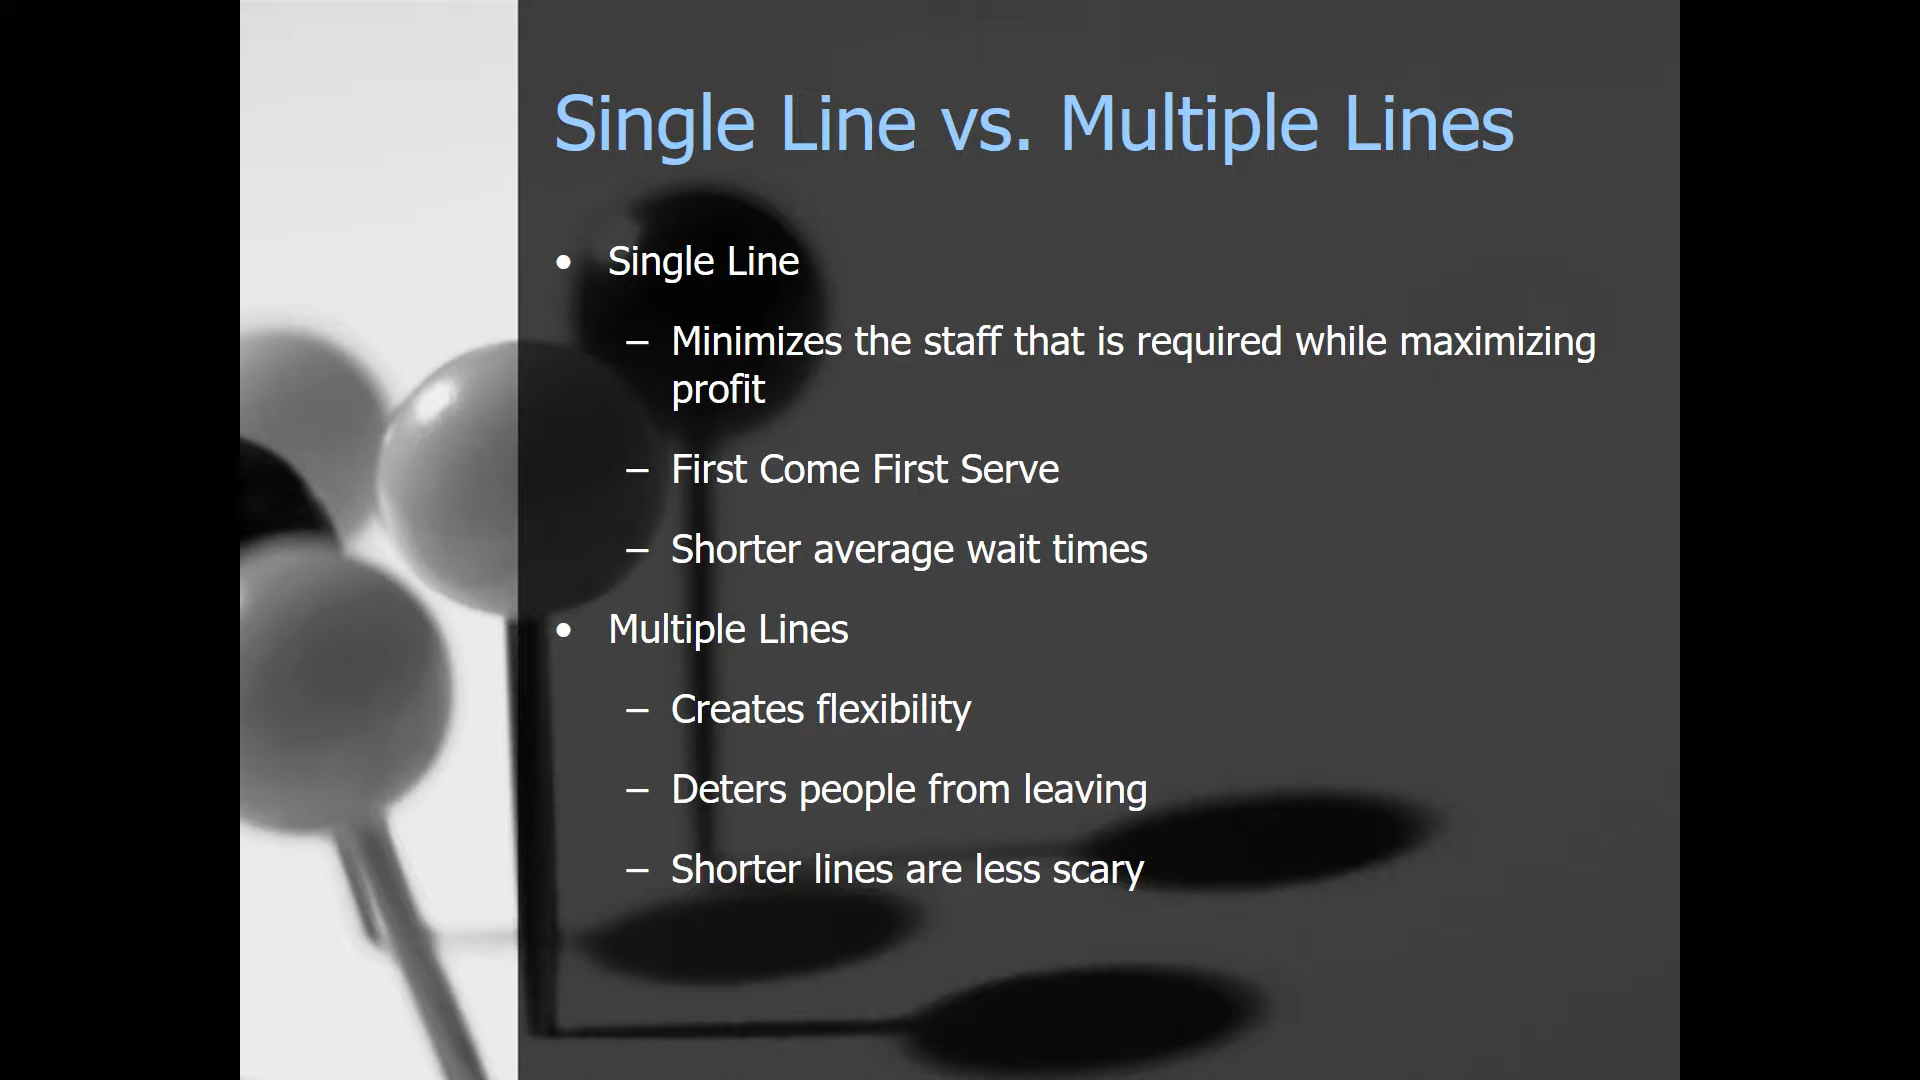 Single Line vs. Multiple Lines
• Single Line
– Minimizes the staff that is required while maximizing
profit
– First Come First Serve
– Shorter average wait times
• Multiple Lines
– Creates flexibility
– Deters people from leaving
– Shorter lines are less scary